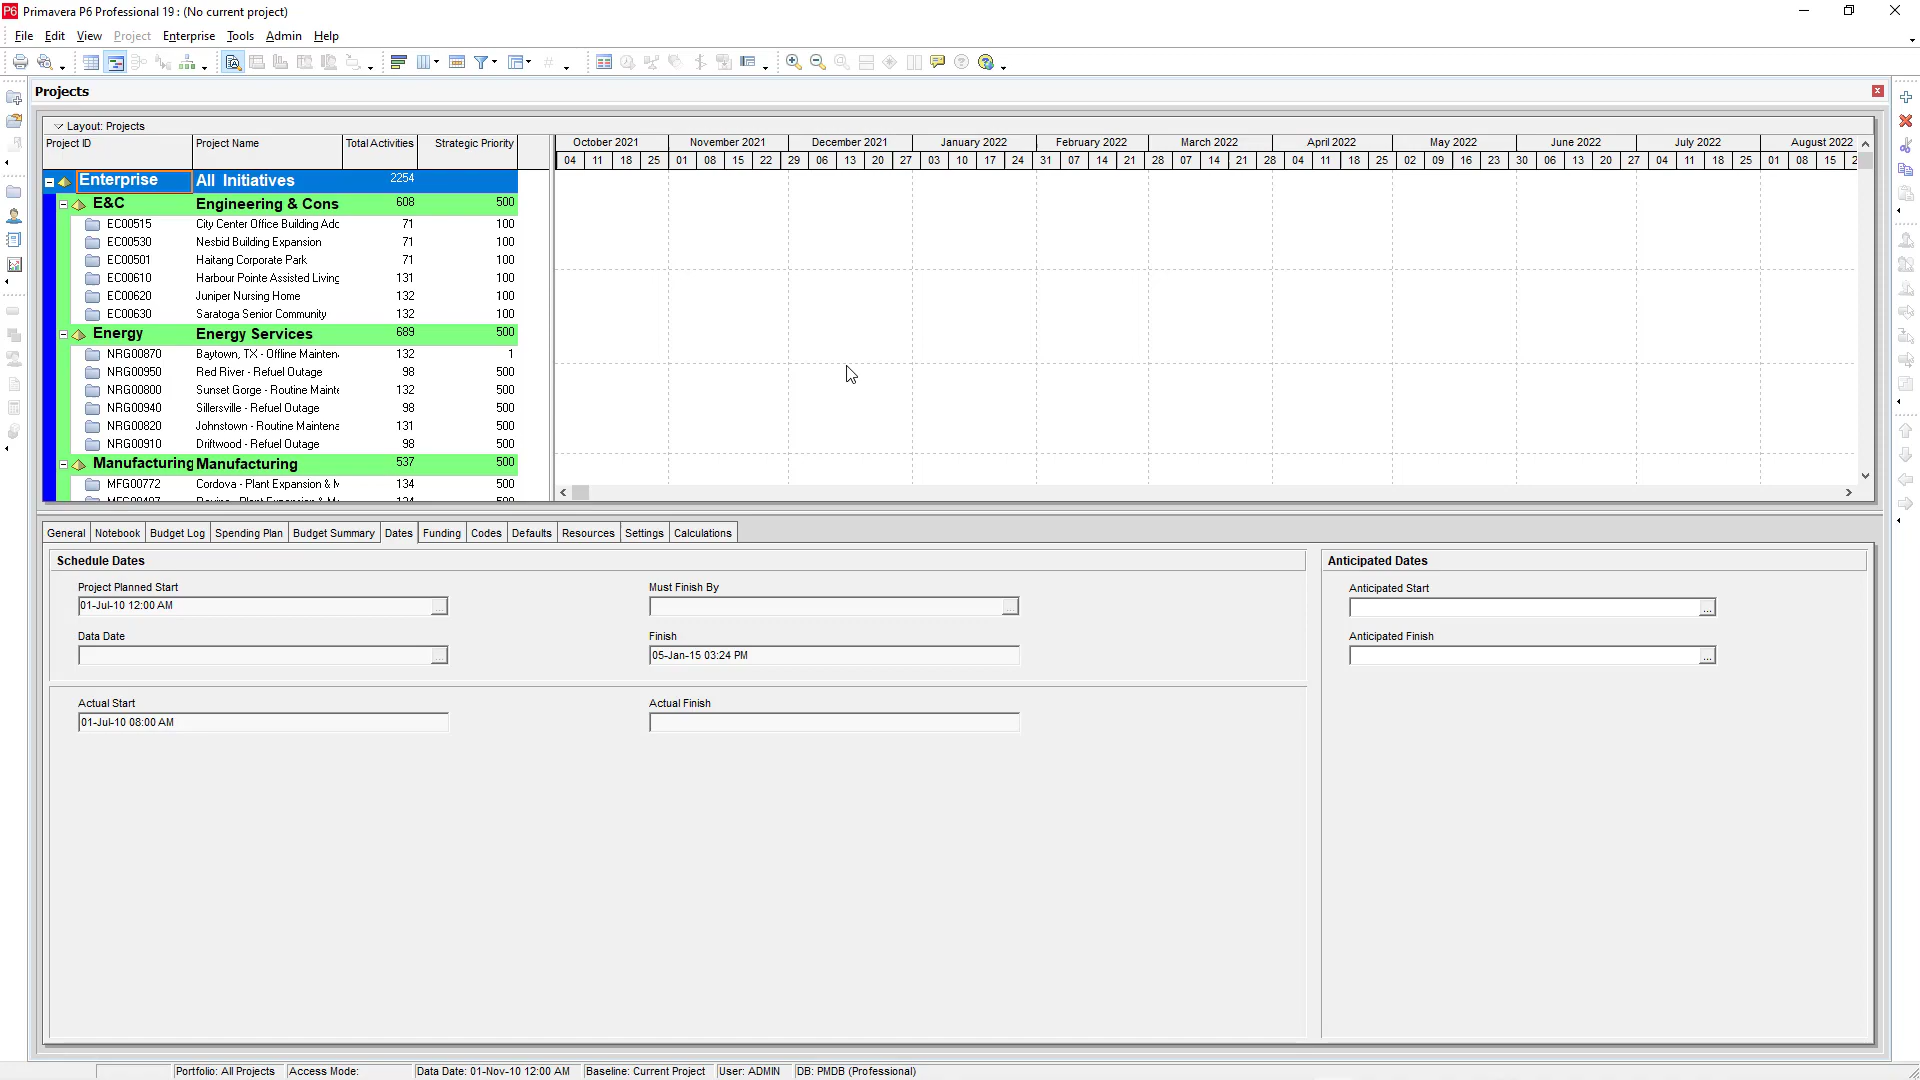 Primavera P6 Professional 19 : (No current project)
File Edit View Project Enterprise Tools Admin Help
Projects
Layout: Projects
Project ID Project Name Total Activities Strategic Priority
October 2021 November 2021 December 2021 January 2022 February 2022 March 2022 April 2022 May 2022 June 2022 July 2022 August 2022
04 11 18 25 01 08 15 22 29 06 13 20 27 03 10 17 24 31 07 14 21 28 07 14 21 28 04 11 18 25 02 09 16 23 30 06 13 20 27 04 11 18 25 01 08 15 2
Enterprise All Initiatives 2254
E&C Engineering & Cons 608 500
EC00515 City Center Office Building Adc 71 100
EC00530 Nesbid Building Expansion 71 100
EC00501 Haitang Corporate Park 71 100
EC00610 Harbour Pointe Assisted Living 131 100
EC00620 Juniper Nursing Home 132 100
EC00630 Saratoga Senior Community 132 100
Energy Energy Services 689 500
NRG00870 Baytown, TX - Offline Mainten 132 1
NRG00950 Red River - Refuel Outage 98 500
NRG00800 Sunset Gorge - Routine Mainte 132 500
NRG00940 Sillersville - Refuel Outage 98 500
NRG00820 Johnstown - Routine Maintena 131 500
NRG00910 Driftwood - Refuel Outage 98 500
Manufacturing Manufacturing 537 500
MFG00772 Cordova - Plant Expansion & M 134 500
General Notebook Budget Log Spending Plan Budget Summary Dates Funding Codes Defaults Resources Settings Calculations
Schedule Dates Anticipated Dates
Project Planned Start Must Finish By Anticipated Start
01-Jul-10 12:00 AM
Data Date Finish Anticipated Finish
05-Jan-15 03:24 PM
Actual Start Actual Finish
01-Jul-10 08:00 AM
Portfolio: All Projects Access Mode: Data Date: 01-Nov-10 12:00 AM Baseline: Current Project User: ADMIN DB: PMDB (Professional)